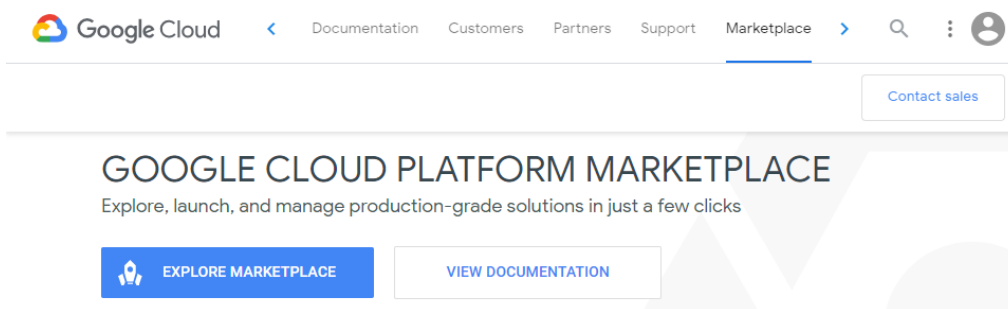 Google Cloud Documentation Customers Partners Support Marketplace
Contact sales
GOOGLE CLOUD PLATFORM MARKETPLACE
Explore, launch, and manage production-grade solutions in just a few clicks
EXPLORE MARKETPLACE VIEW DOCUMENTATION